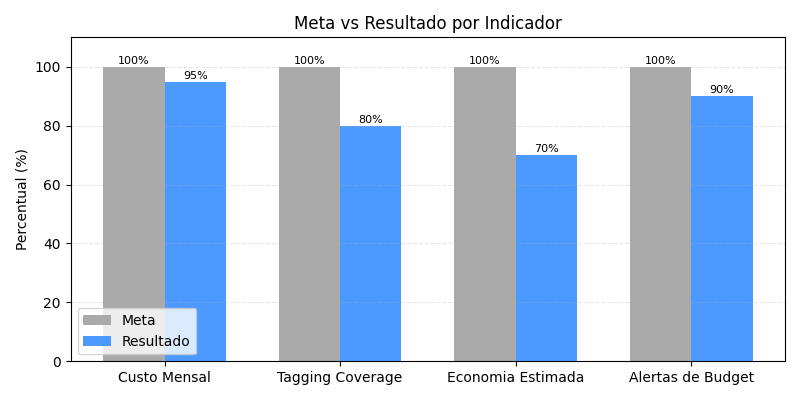 Meta vs Resultado por Indicador
Percentual (%)
100
80
60
40
20
0
100%
95%
100%
80%
100%
70%
100%
90%
Meta
Resultado
Custo Mensal
Tagging Coverage
Economia Estimada
Alertas de Budget